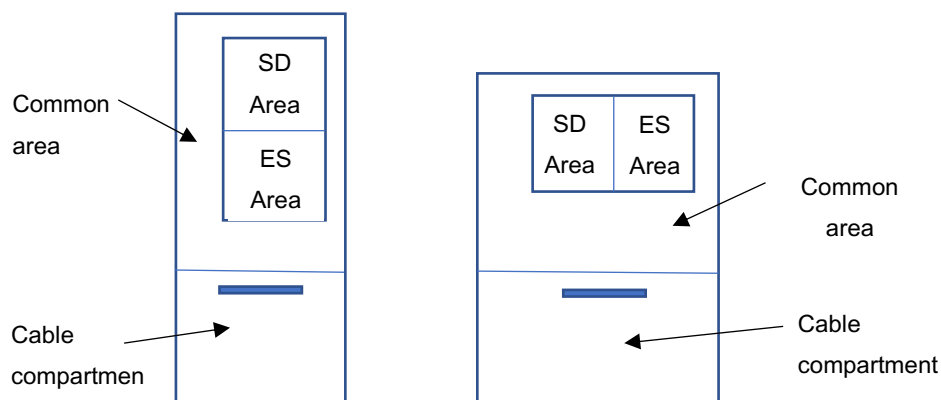 Common
area
SD
Area
ES
Area
Cable
compartmen
SD
Area
ES
Area
Common
area
Cable
compartment